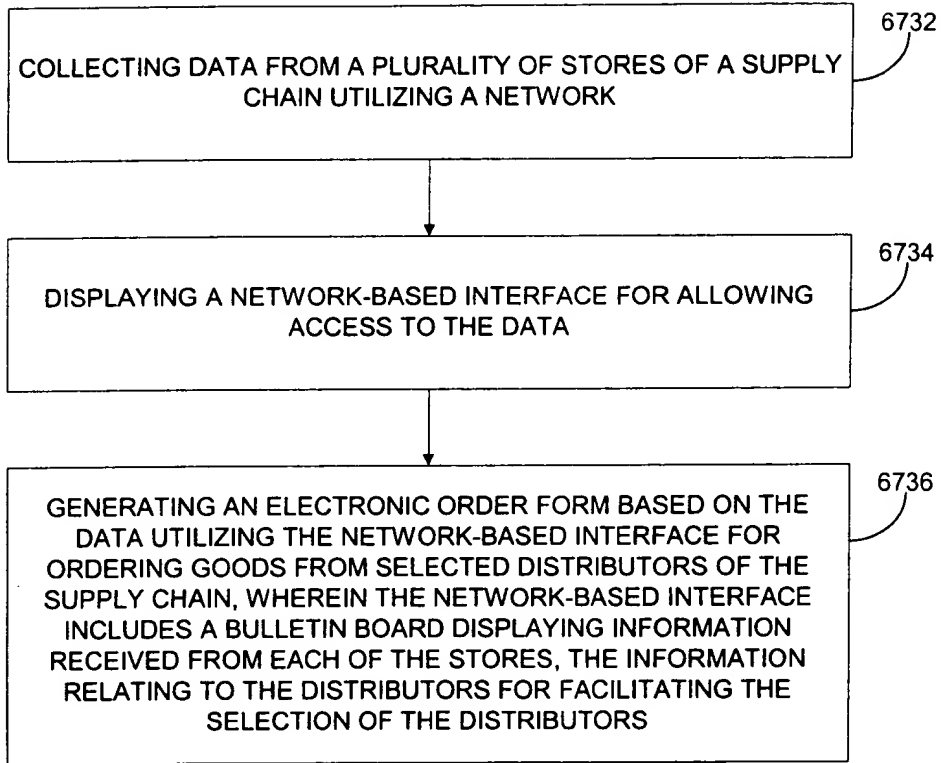 6732
COLLECTING DATA FROM A PLURALITY OF STORES OF A SUPPLY
CHAIN UTILIZING A NETWORK
6734
DISPLAYING A NETWORK-BASED INTERFACE FOR ALLOWING
ACCESS TO THE DATA
6736
GENERATING AN ELECTRONIC ORDER FORM BASED ON THE
DATA UTILIZING THE NETWORK-BASED INTERFACE FOR
ORDERING GOODS FROM SELECTED DISTRIBUTORS OF THE
SUPPLY CHAIN, WHEREIN THE NETWORK-BASED INTERFACE
INCLUDES A BULLETIN BOARD DISPLAYING INFORMATION
RECEIVED FROM EACH OF THE STORES, THE INFORMATION
RELATING TO THE DISTRIBUTORS FOR FACILITATING THE
SELECTION OF THE DISTRIBUTORS